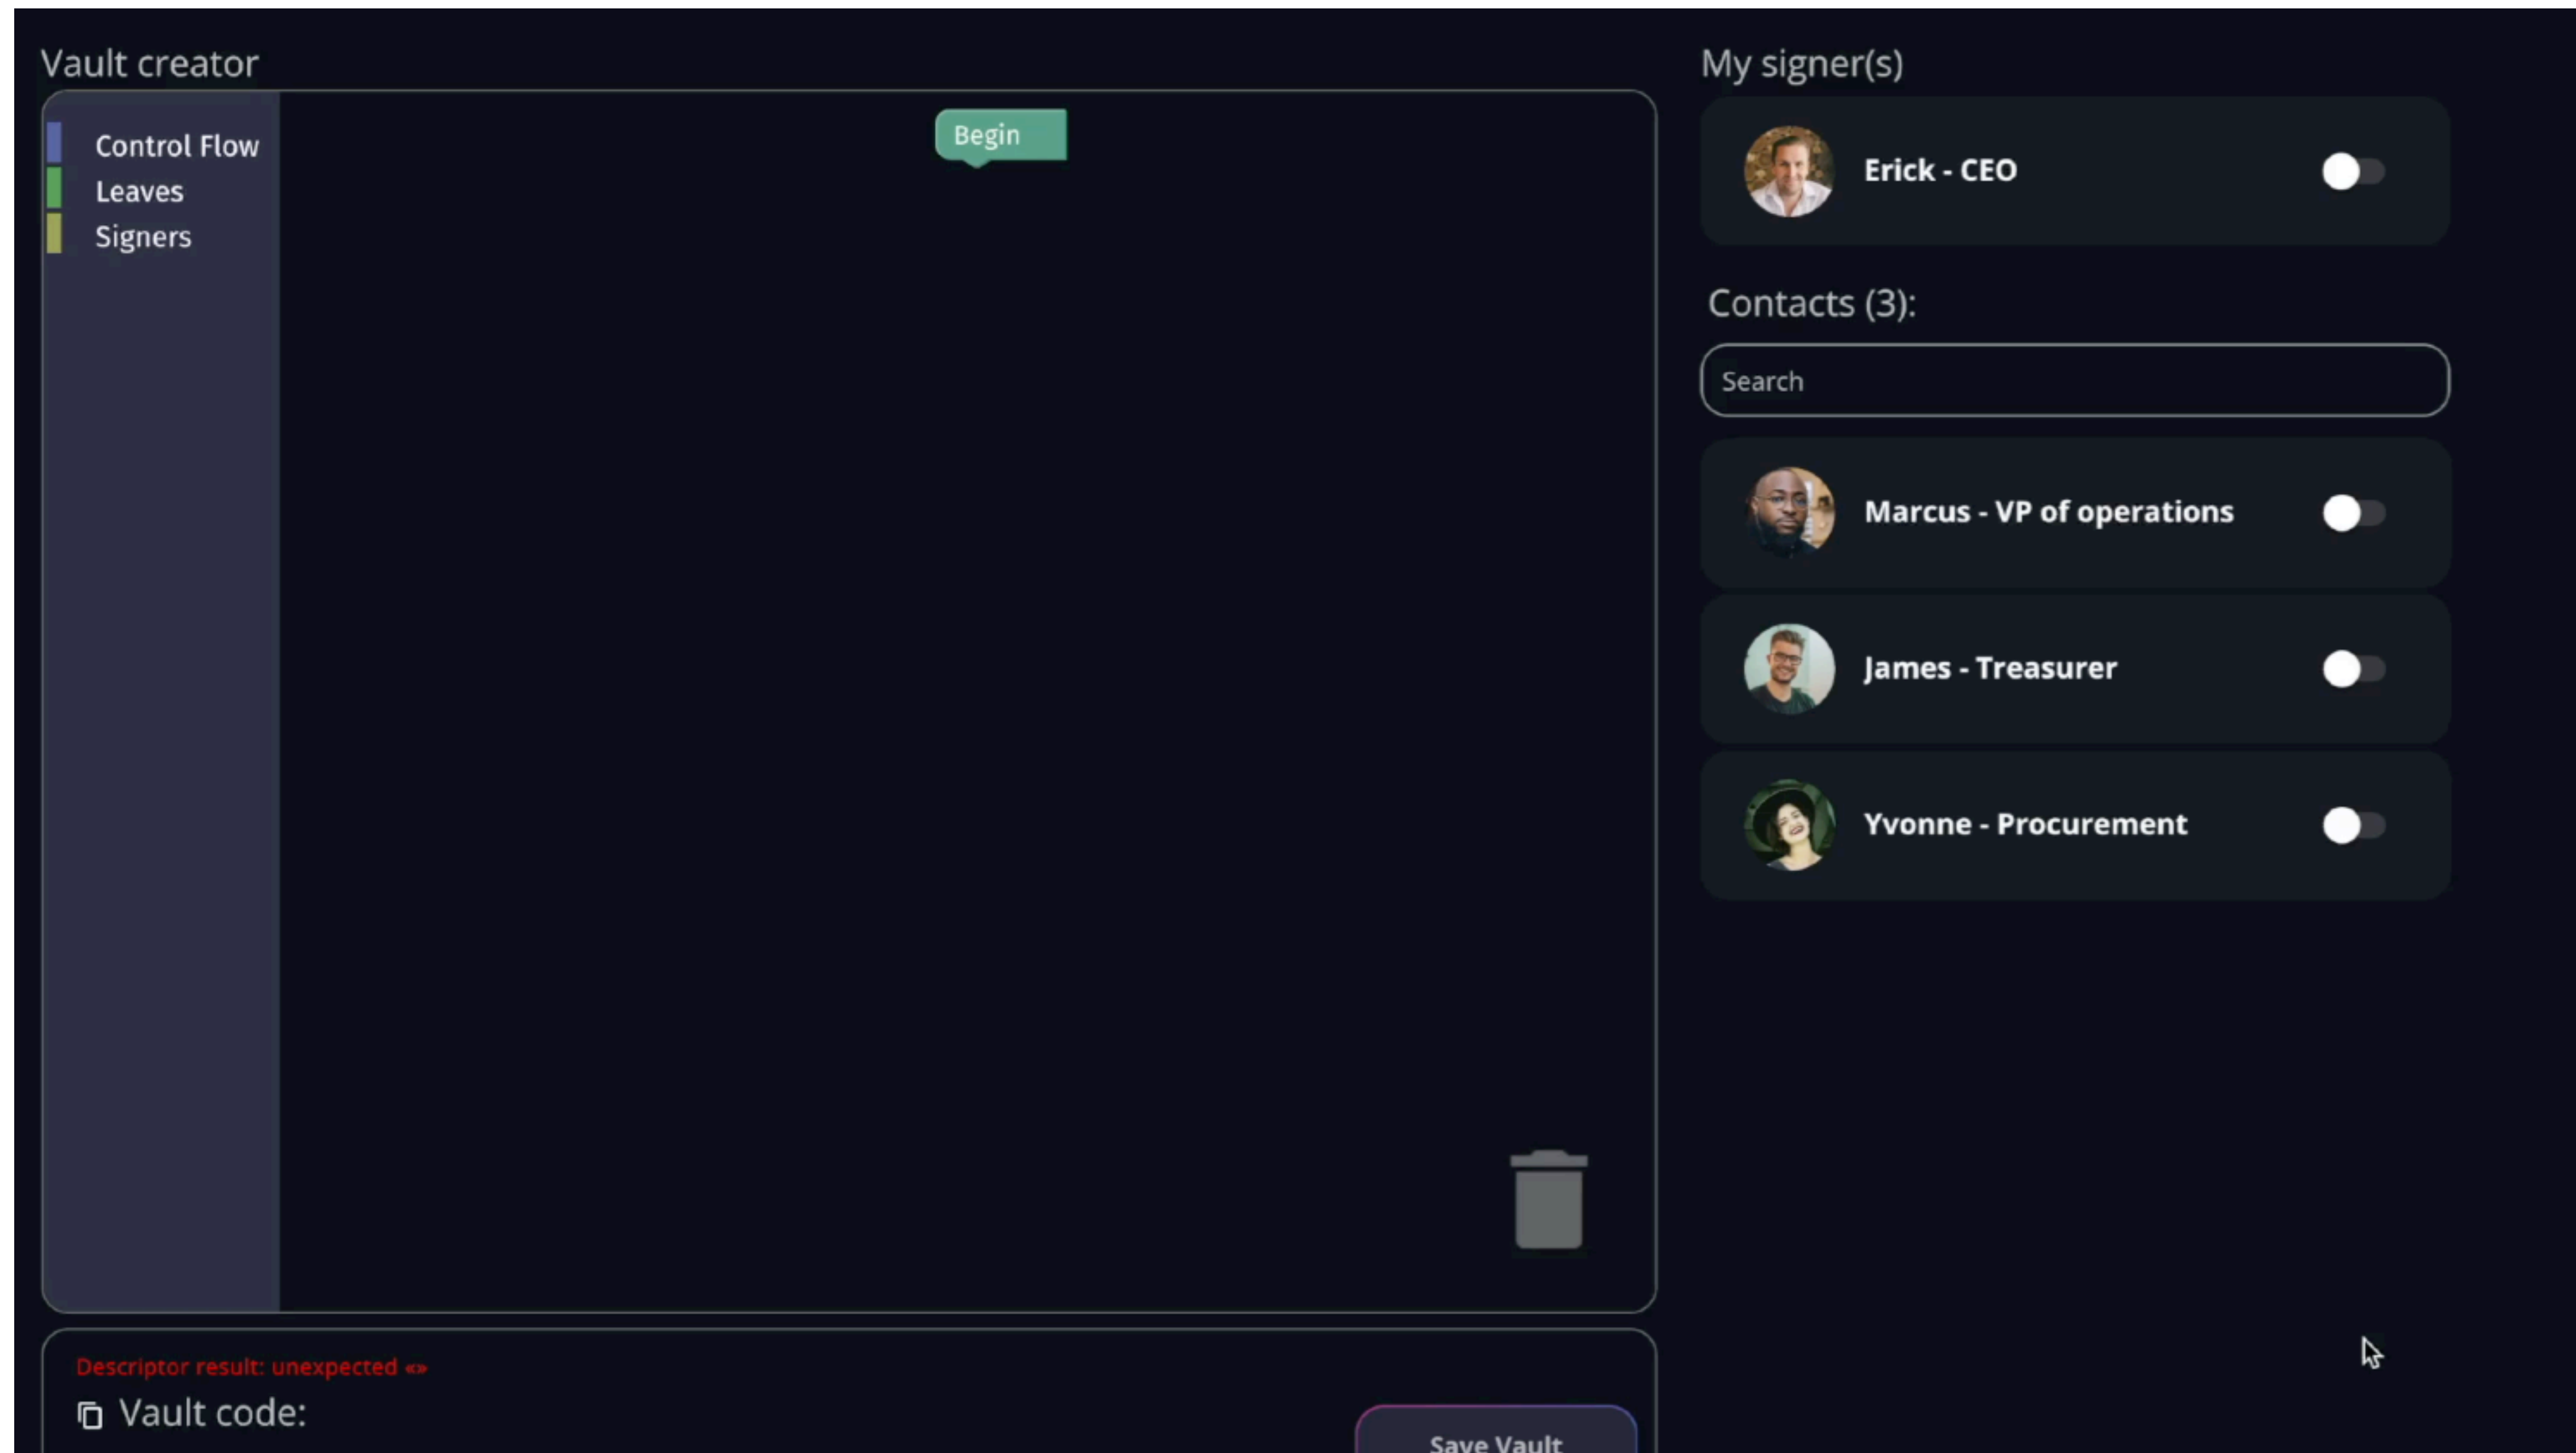 Vault creator
Control Flow
Leaves
Signers
Begin
Descriptor result: unexpected «»
Vault code:
Save Vault
My signer(s)
Erick - CEO
Contacts (3):
Search
Marcus - VP of operations
James - Treasurer
Yvonne - Procurement